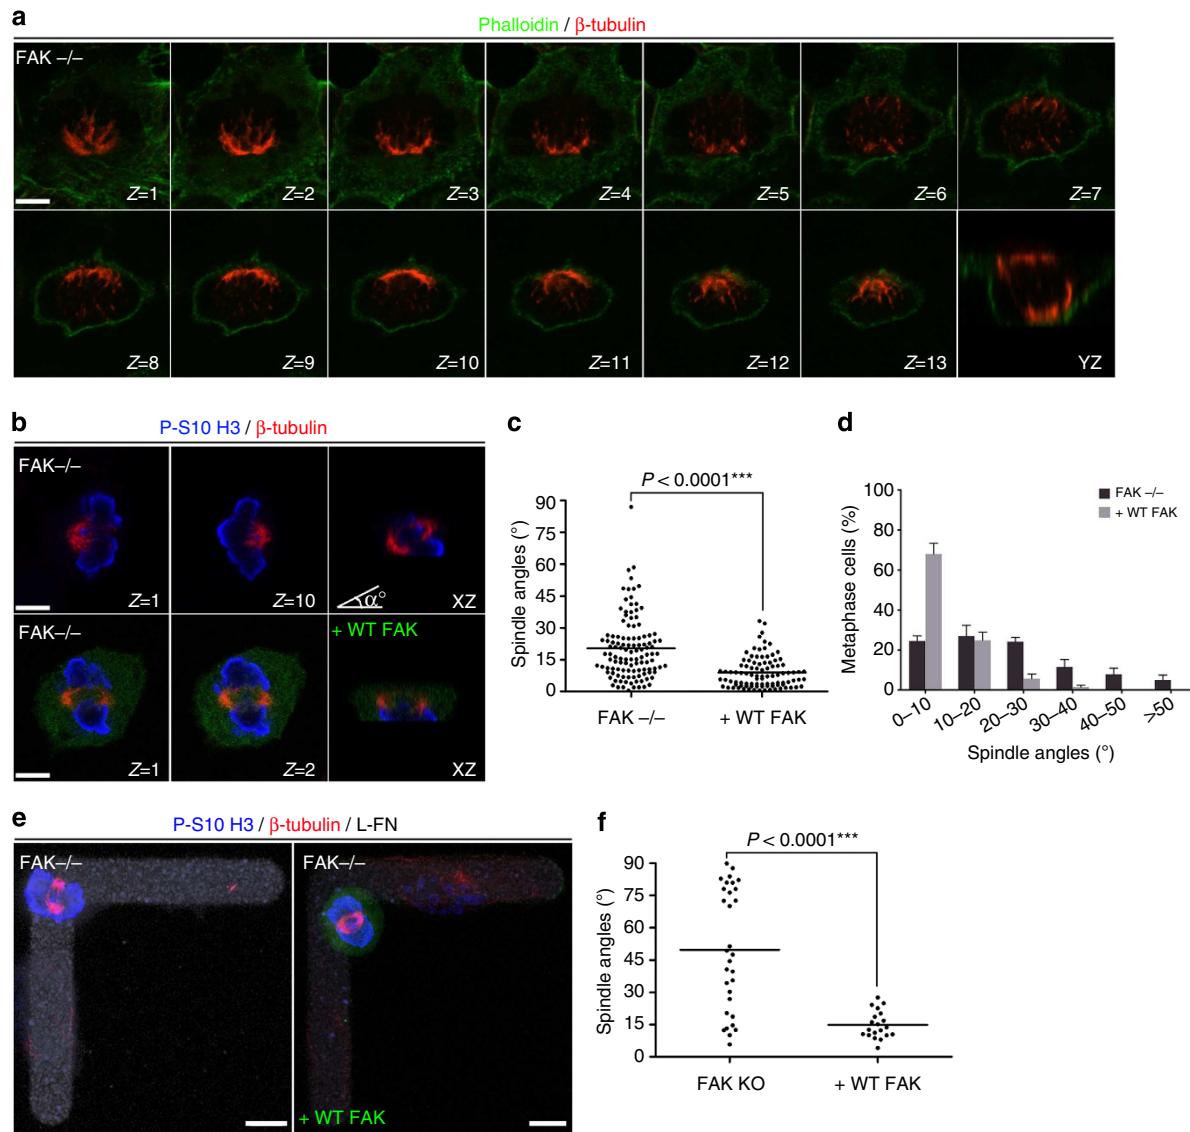 a
Phalloidin / β-tubulin
FAK –/–
Z=1
Z=2
Z=3
Z=4
Z=5
Z=6
Z=7
Z=8
Z=9
Z=10
Z=11
Z=12
Z=13
YZ
b
P-S10 H3 / β-tubulin
FAK–/–
Z=1
Z=10
α°
XZ
FAK–/–
+ WT FAK
Z=1
Z=2
XZ
c
P < 0.0001***
Spindle angles (°)
90
75
60
45
30
15
0
FAK –/–
+ WT FAK
d
FAK –/–
+ WT FAK
Metaphase cells (%)
100
80
60
40
20
0
0–10
10–20
20–30
30–40
40–50
>50
Spindle angles (°)
e
P-S10 H3 / β-tubulin / L-FN
FAK–/–
FAK–/–
+ WT FAK
f
P < 0.0001***
Spindle angles (°)
90
75
60
45
30
15
0
FAK KO
+ WT FAK